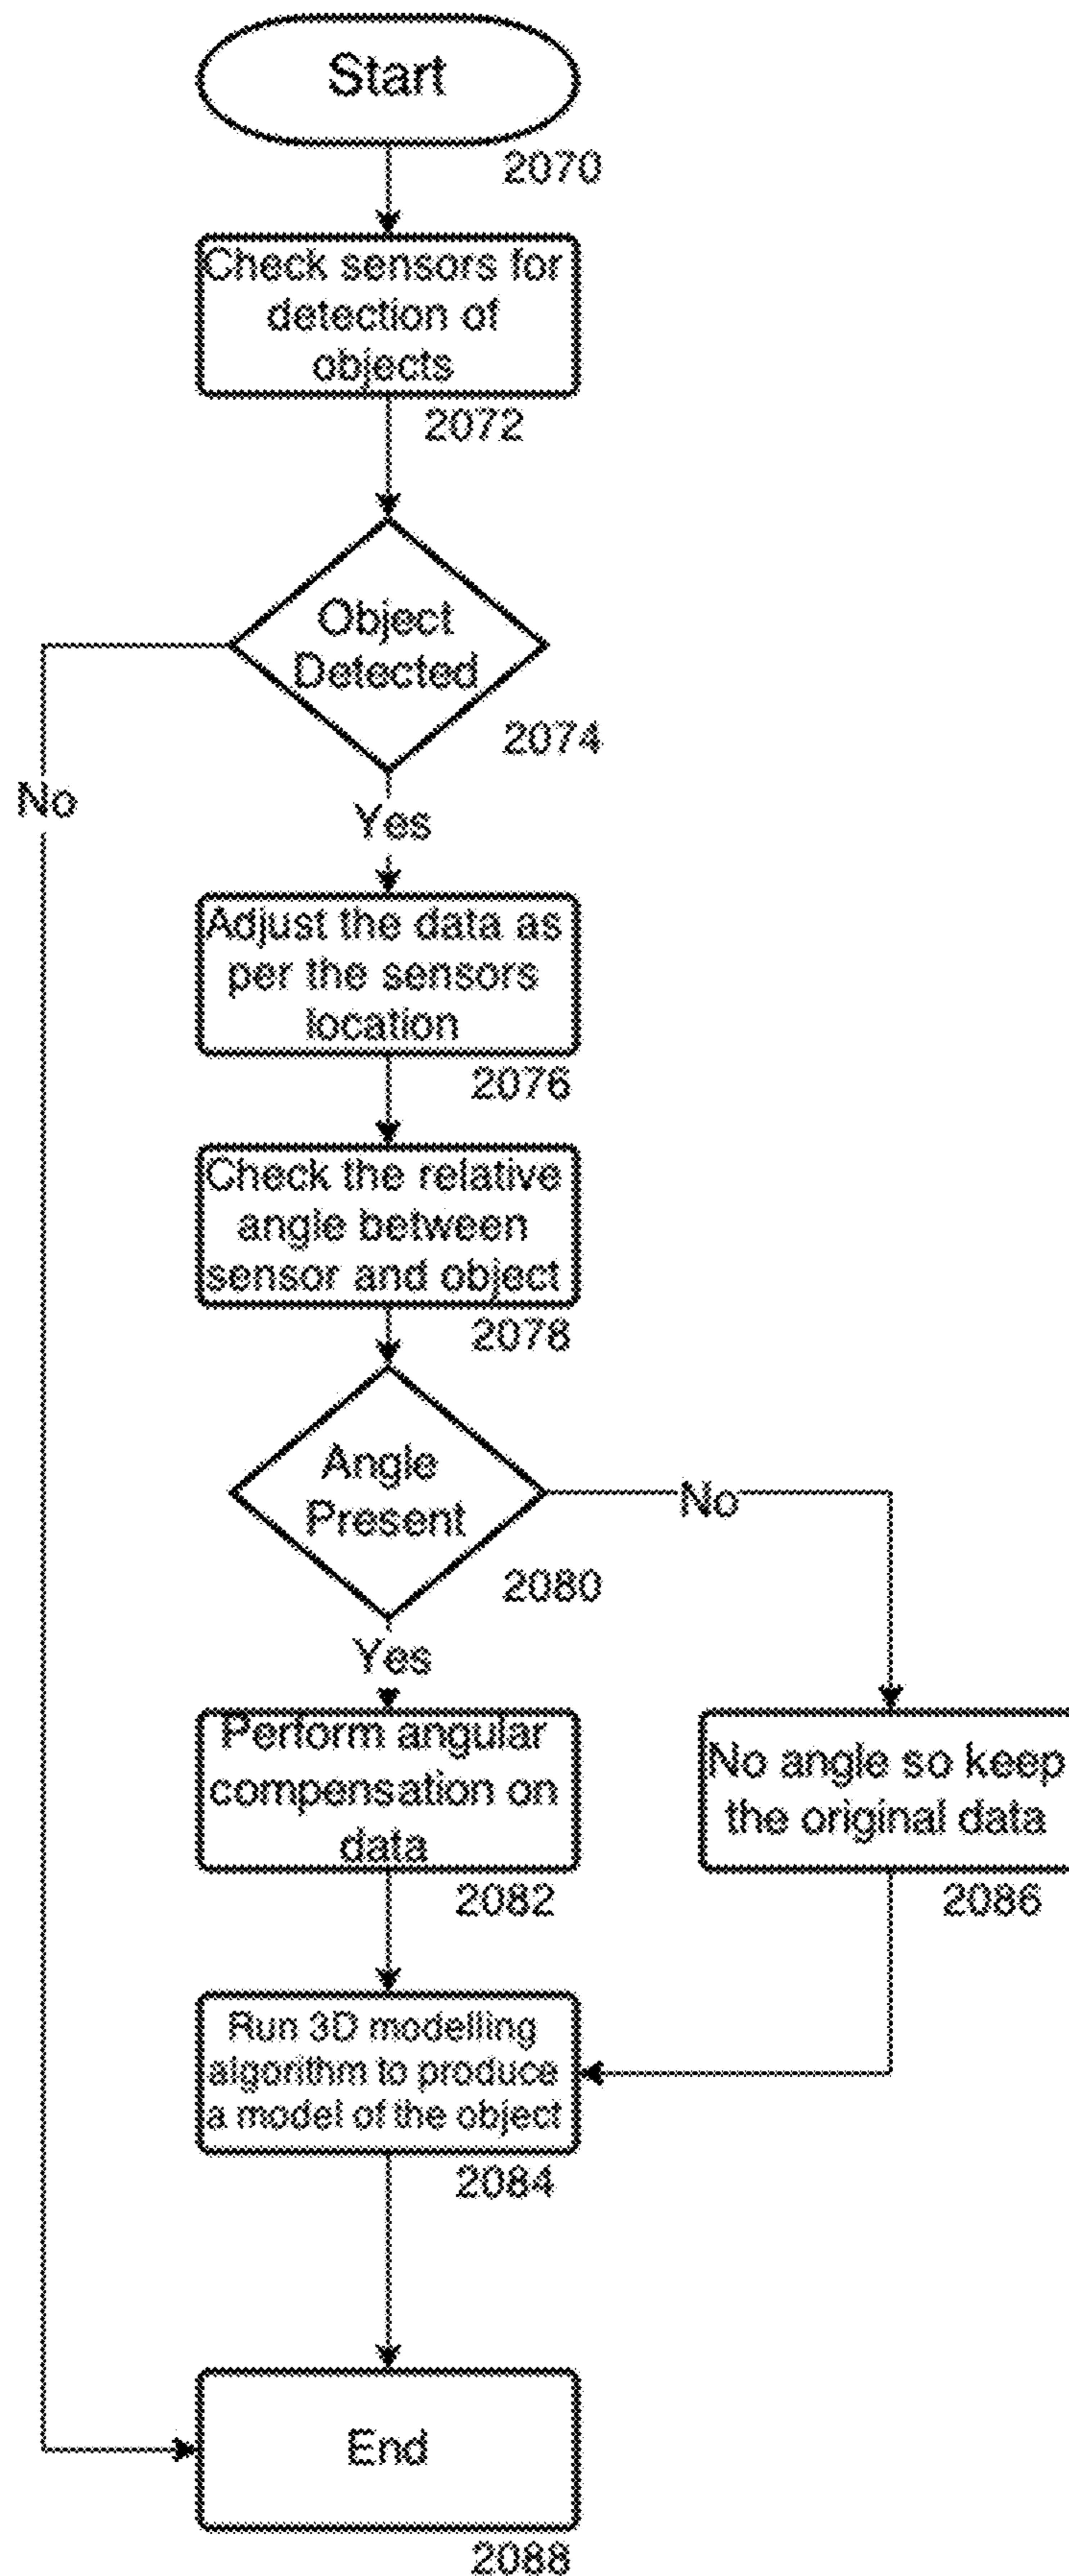 Start
2070
Check sensors for
detection of
objects
2072
Object
Detected
2074
No
Yes
Adjust the data as
per the sensors
location
2076
Check the relative
angle between
sensor and object
2078
Angle
Present
No
2080
Yes
Perform angular
compensation on
data
2082
No angle so keep
the original data
2086
Run 3D modelling
algorithm to produce
a model of the object
2084
End
2088